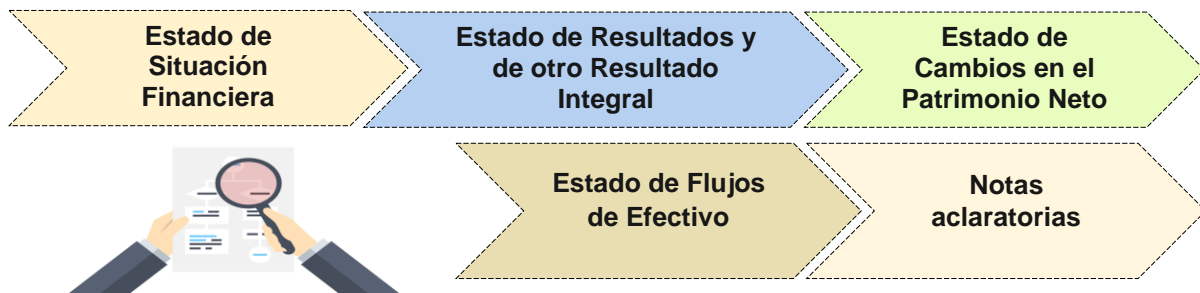 Estado de
Situación
Financiera
Estado de Resultados y
de otro Resultado
Integral
Estado de
Cambios en el
Patrimonio Neto
Estado de Flujos
de Efectivo
Notas
aclaratorias